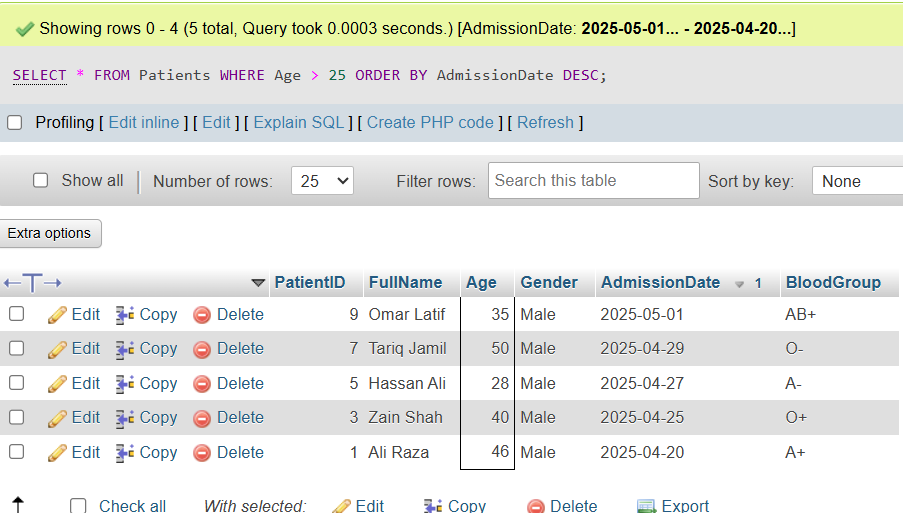 Showing rows 0 - 4 (5 total, Query took 0.0003 seconds.) [AdmissionDate: 2025-05-01... - 2025-04-20...]
SELECT * FROM Patients WHERE Age > 25 ORDER BY AdmissionDate DESC;
Profiling [ Edit inline ] [ Edit ] [ Explain SQL ] [ Create PHP code ] [ Refresh ]
Show all Number of rows: 25 Filter rows: Search this table Sort by key: None
Extra options
←T→ PatientID FullName Age Gender AdmissionDate 1 BloodGroup
Edit Copy Delete 9 Omar Latif 35 Male 2025-05-01 AB+
Edit Copy Delete 7 Tariq Jamil 50 Male 2025-04-29 O-
Edit Copy Delete 5 Hassan Ali 28 Male 2025-04-27 A-
Edit Copy Delete 3 Zain Shah 40 Male 2025-04-25 O+
Edit Copy Delete 1 Ali Raza 46 Male 2025-04-20 A+
Check all With selected: Edit Copy Delete Export